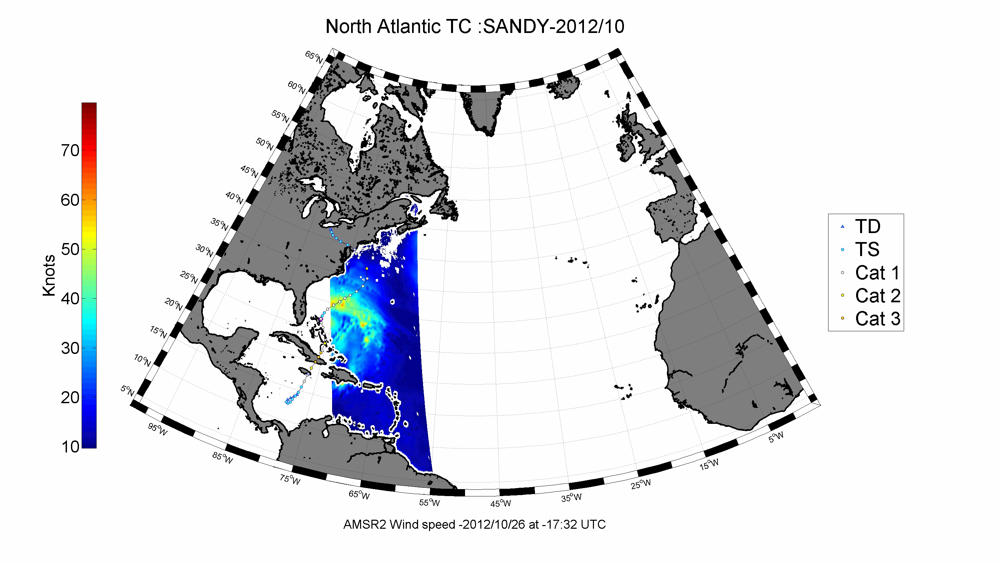 North Atlantic TC :SANDY-2012/10
65°N
60°N
55°N
50°N
45°N
40°N
35°N
30°N
25°N
20°N
15°N
10°N
5°N
95°W
85°W
75°W
65°W
55°W
45°W
35°W
25°W
15°W
5°W
Knots
70
60
50
40
30
20
10
TD
TS
Cat 1
Cat 2
Cat 3
AMSR2 Wind speed -2012/10/26 at -17:32 UTC